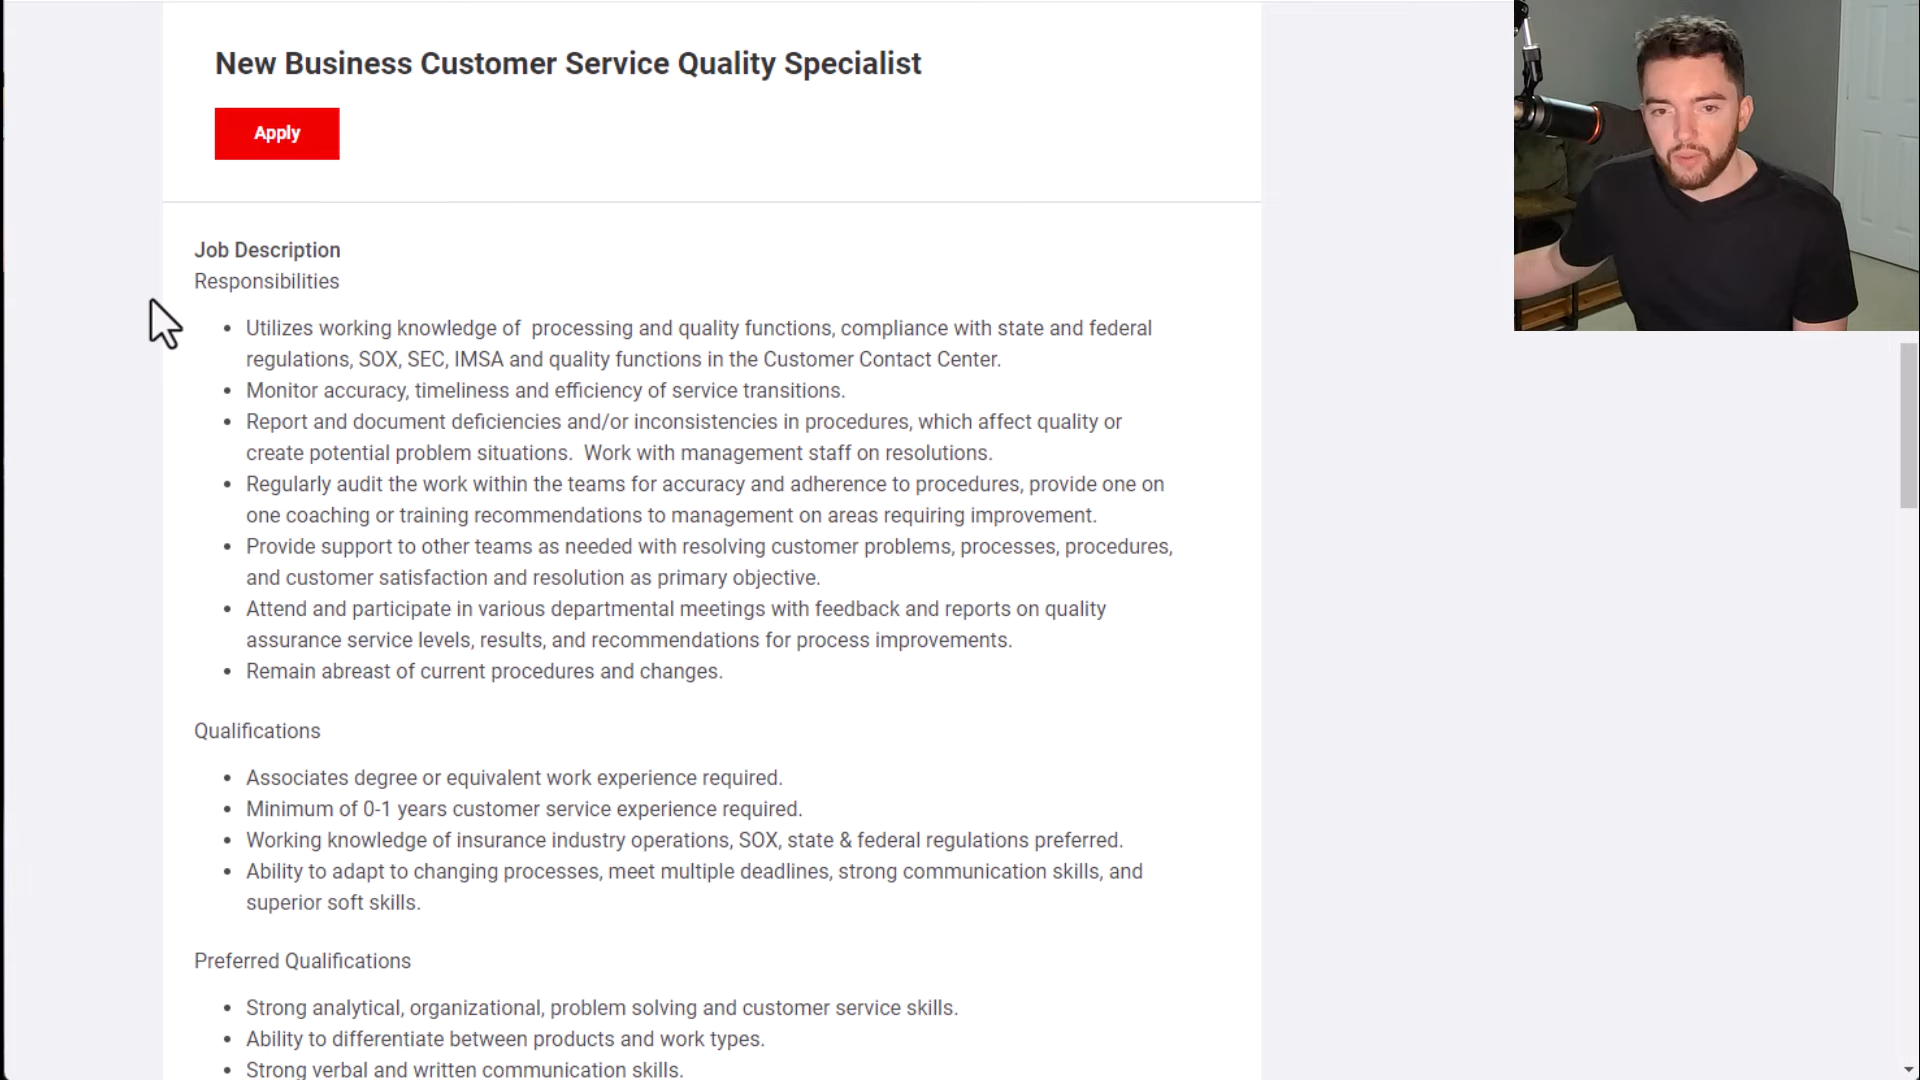 New Business Customer Service Quality Specialist
Apply
Job Description
Responsibilities
• Utilizes working knowledge of  processing and quality functions, compliance with state and federal
regulations, SOX, SEC, IMSA and quality functions in the Customer Contact Center.
• Monitor accuracy, timeliness and efficiency of service transitions.
• Report and document deficiencies and/or inconsistencies in procedures, which affect quality or
create potential problem situations.  Work with management staff on resolutions.
• Regularly audit the work within the teams for accuracy and adherence to procedures, provide one on
one coaching or training recommendations to management on areas requiring improvement.
• Provide support to other teams as needed with resolving customer problems, processes, procedures,
and customer satisfaction and resolution as primary objective.
• Attend and participate in various departmental meetings with feedback and reports on quality
assurance service levels, results, and recommendations for process improvements.
• Remain abreast of current procedures and changes.
Qualifications
• Associates degree or equivalent work experience required.
• Minimum of 0-1 years customer service experience required.
• Working knowledge of insurance industry operations, SOX, state & federal regulations preferred.
• Ability to adapt to changing processes, meet multiple deadlines, strong communication skills, and
superior soft skills.
Preferred Qualifications
• Strong analytical, organizational, problem solving and customer service skills.
• Ability to differentiate between products and work types.
• Strong verbal and written communication skills.